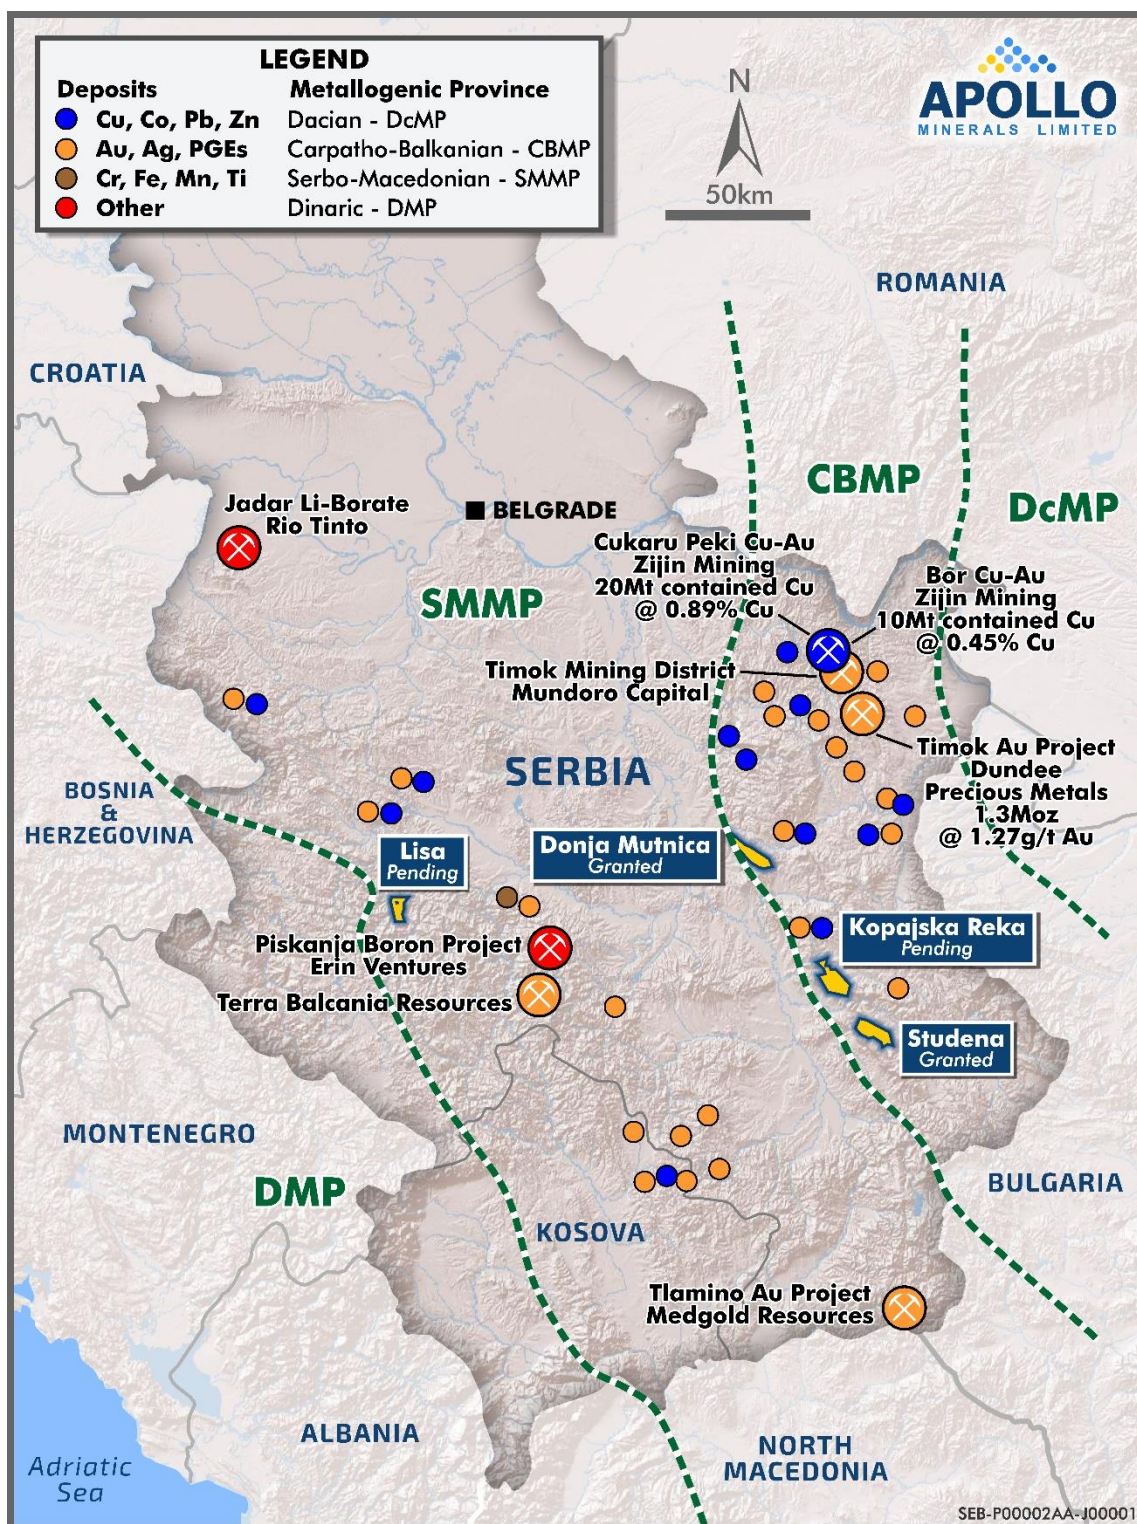 LEGEND
Deposits Metallogenic Province
Cu, Co, Pb, Zn Dacian - DcMP
Au, Ag, PGEs Carpatho-Balkanian - CBMP
Cr, Fe, Mn, Ti Serbo-Macedonian - SMMP
Other Dinaric - DMP
N
50km
APOLLO
MINERALS LIMITED
ROMANIA
CROATIA
CBMP
DcMP
Jadar Li-Borate
Rio Tinto
BELGRADE
SMMP
Cukaru Peki Cu-Au
Zijin Mining
20Mt contained Cu
@ 0.89% Cu
Bor Cu-Au
Zijin Mining
10Mt contained Cu
@ 0.45% Cu
Timok Mining District
Mundoro Capital
SERBIA
Timok Au Project
Dundee
Precious Metals
1.3Moz
@ 1.27g/t Au
BOSNIA
&
HERZEGOVINA
Lisa
Pending
Donja Mutnica
Granted
Kopajska Reka
Pending
Piskanja Boron Project
Erin Ventures
Terra Balcania Resources
Studena
Granted
MONTENEGRO
DMP
BULGARIA
KOSOVA
Tlamino Au Project
Medgold Resources
ALBANIA
NORTH
MACEDONIA
Adriatic
Sea
SEB-P00002AA-J00001